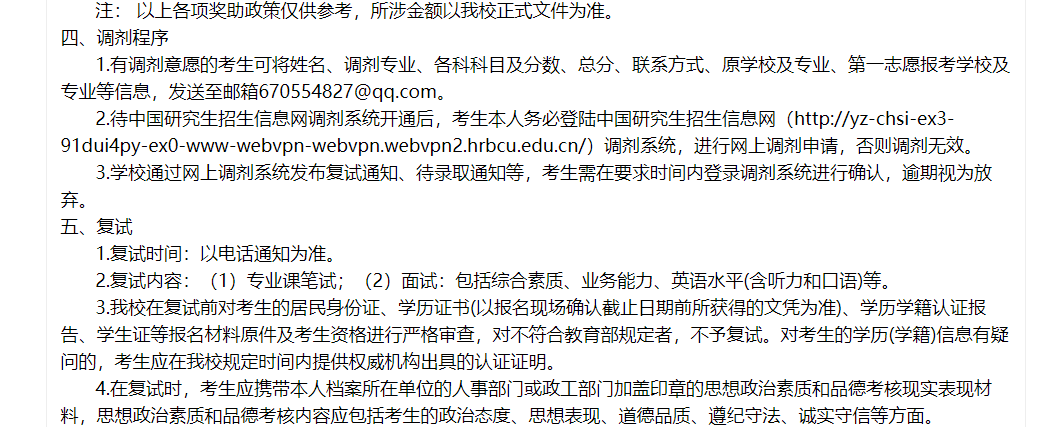 注： 以上各项奖助政策仅供参考，所涉金额以我校正式文件为准。
四、调剂程序
1.有调剂意愿的考生可将姓名、调剂专业、各科科目及分数、总分、联系方式、原学校及专业、第一志愿报考学校及
专业等信息，发送至邮箱670554827@qq.com。
2.待中国研究生招生信息网调剂系统开通后，考生本人务必登陆中国研究生招生信息网（http://yz-chsi-ex3-
91dui4py-ex0-www-webvpn-webvpn.webvpn2.hrbcu.edu.cn/）调剂系统，进行网上调剂申请，否则调剂无效。
3.学校通过网上调剂系统发布复试通知、待录取通知等，考生需在要求时间内登录调剂系统进行确认，逾期视为放
弃。
五、复试
1.复试时间：以电话通知为准。
2.复试内容：（1）专业课笔试；（2）面试：包括综合素质、业务能力、英语水平(含听力和口语)等。
3.我校在复试前对考生的居民身份证、学历证书(以报名现场确认截止日期前所获得的文凭为准)、学历学籍认证报
告、学生证等报名材料原件及考生资格进行严格审查，对不符合教育部规定者，不予复试。对考生的学历(学籍)信息有疑
问的，考生应在我校规定时间内提供权威机构出具的认证证明。
4.在复试时，考生应携带本人档案所在单位的人事部门或政工部门加盖印章的思想政治素质和品德考核现实表现材
料，思想政治素质和品德考核内容应包括考生的政治态度、思想表现、道德品质、遵纪守法、诚实守信等方面。